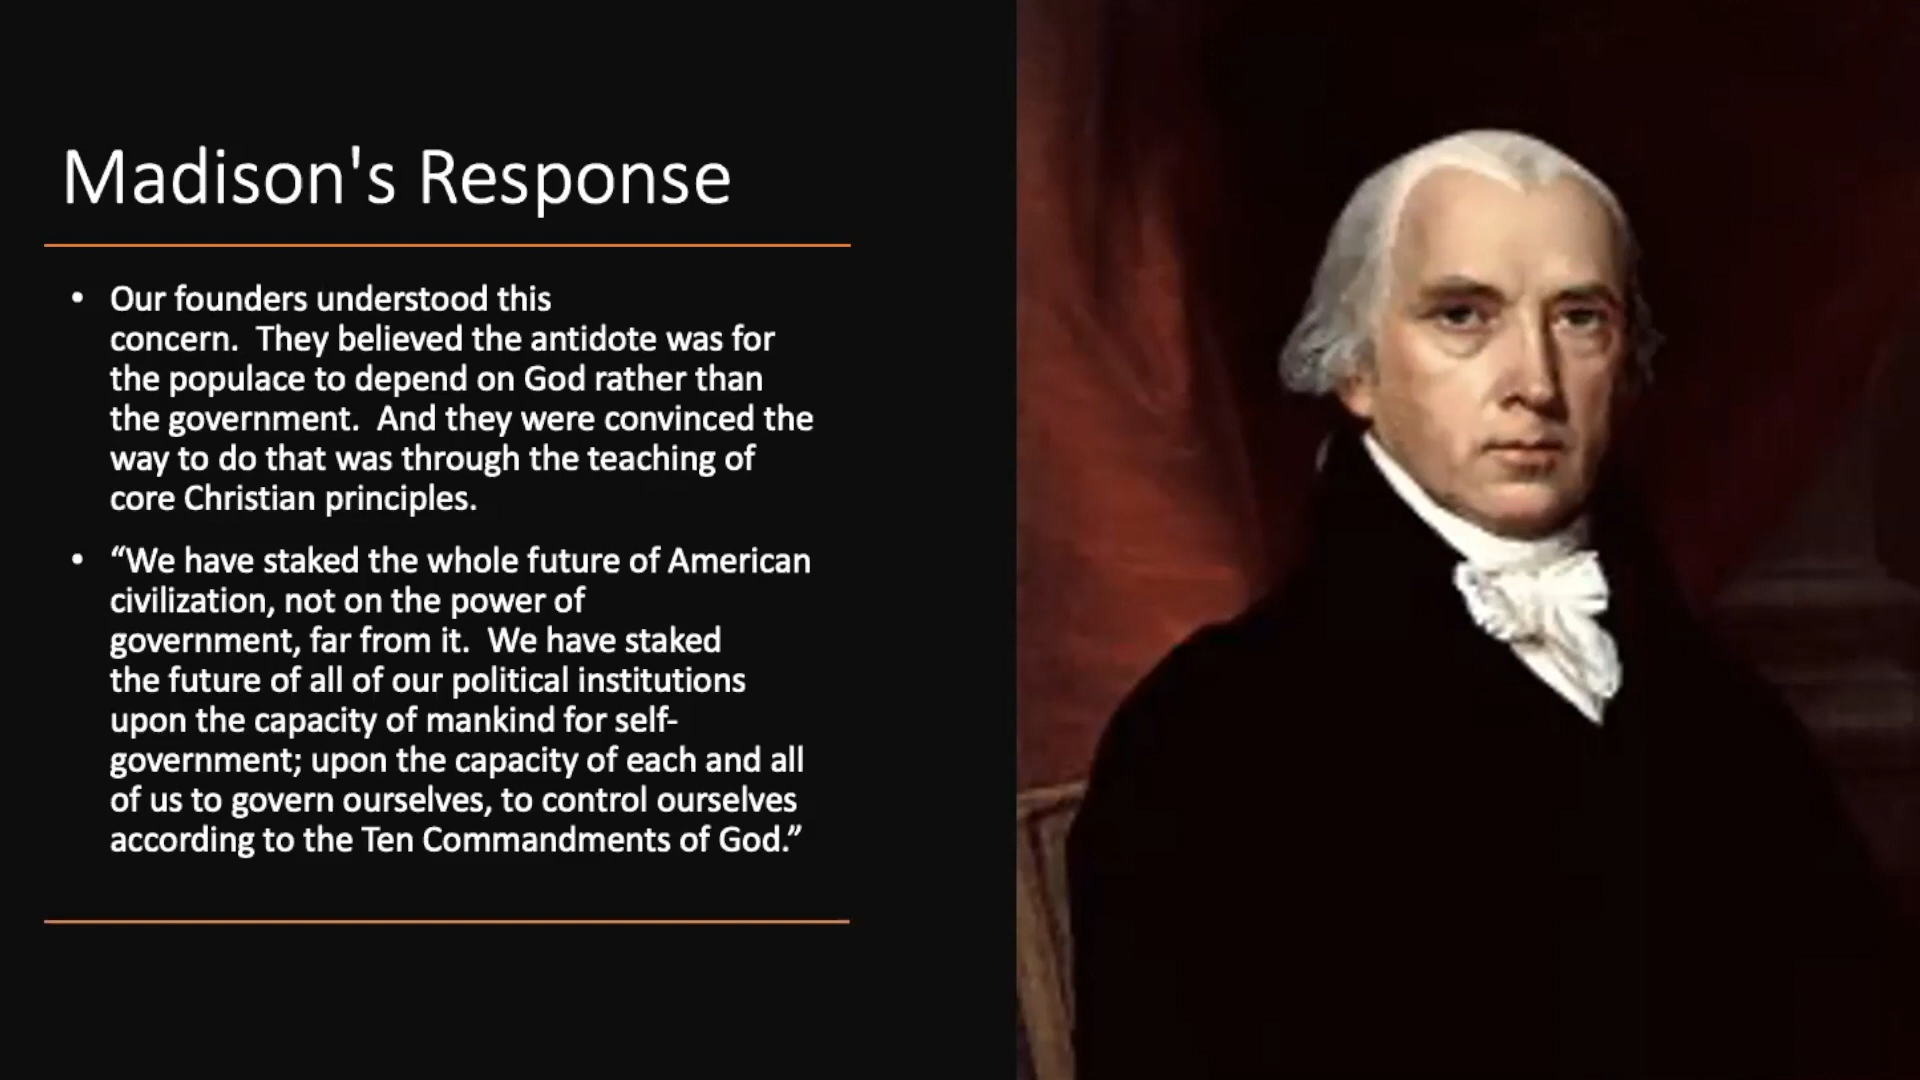 Madison's Response
• Our founders understood this
concern.  They believed the antidote was for
the populace to depend on God rather than
the government.  And they were convinced the
way to do that was through the teaching of
core Christian principles.
• “We have staked the whole future of American
civilization, not on the power of
government, far from it.  We have staked
the future of all of our political institutions
upon the capacity of mankind for self-
government; upon the capacity of each and all
of us to govern ourselves, to control ourselves
according to the Ten Commandments of God.”